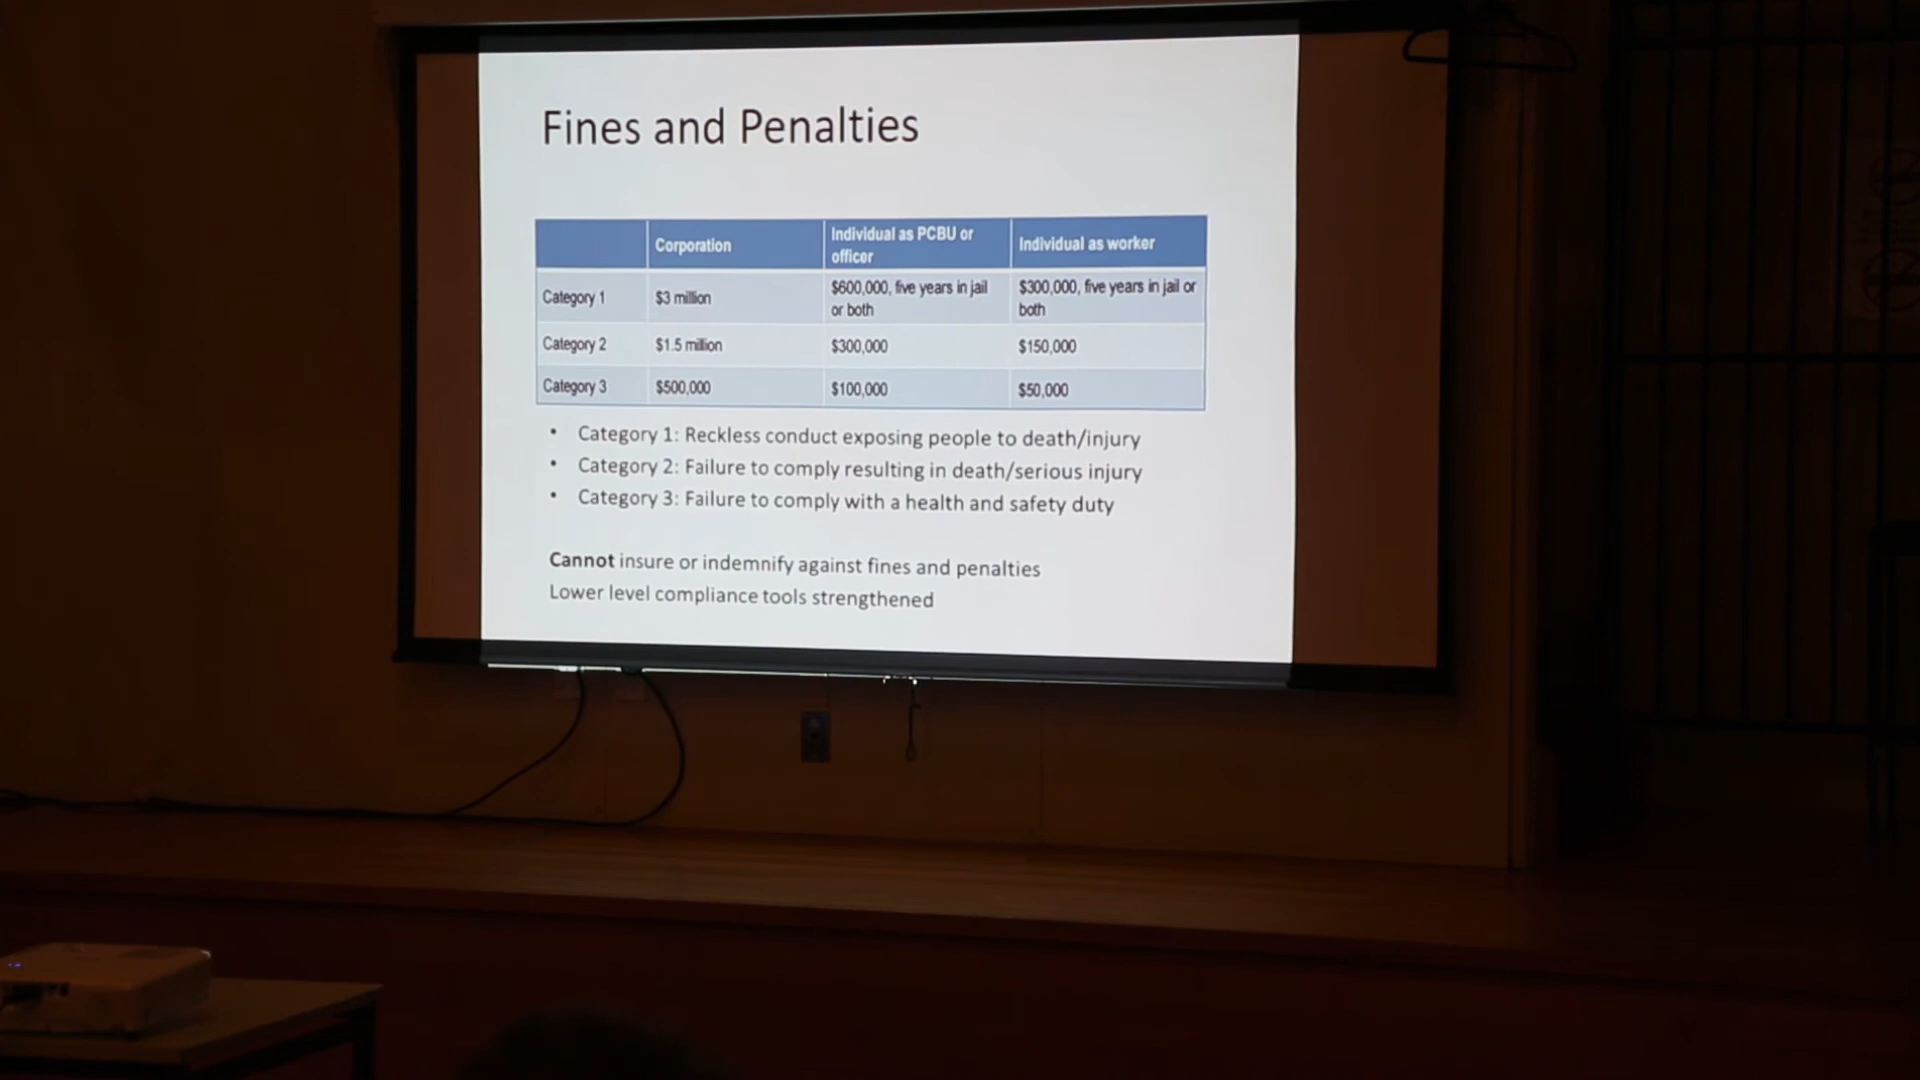 Fines and Penalties
Corporation
Individual as PCBU or
officer
Individual as worker
Category 1
$3 million
$600,000, five years in jail
or both
$300,000, five years in jail or
both
Category 2
$1.5 million
$300,000
$150,000
Category 3
$500,000
$100,000
$50,000
• Category 1: Reckless conduct exposing people to death/injury
• Category 2: Failure to comply resulting in death/serious injury
• Category 3: Failure to comply with a health and safety duty
Cannot insure or indemnify against fines and penalties
Lower level compliance tools strengthened